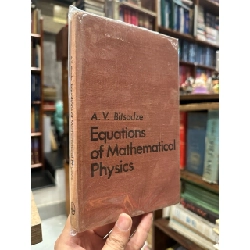 A. V. Bitsadze
Equations
of Mathematical
Physics